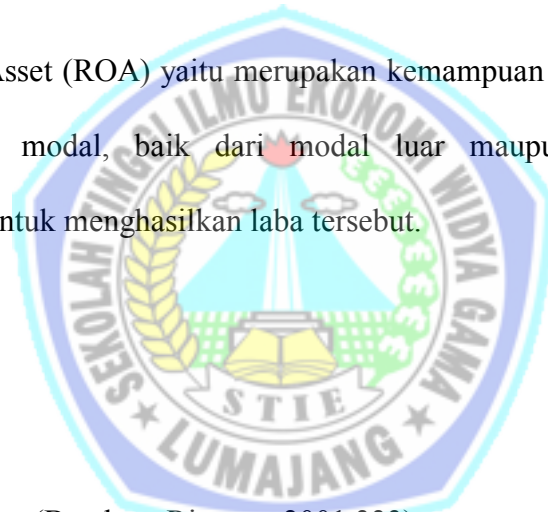 Asset (ROA) yaitu merupakan kemampuan
modal, baik dari modal luar
ntuk menghasilkan laba tersebut.
SEKOLAH TINGGI ILMU EKONOMI WIDYA GAMA
STIE
LUMAJANG